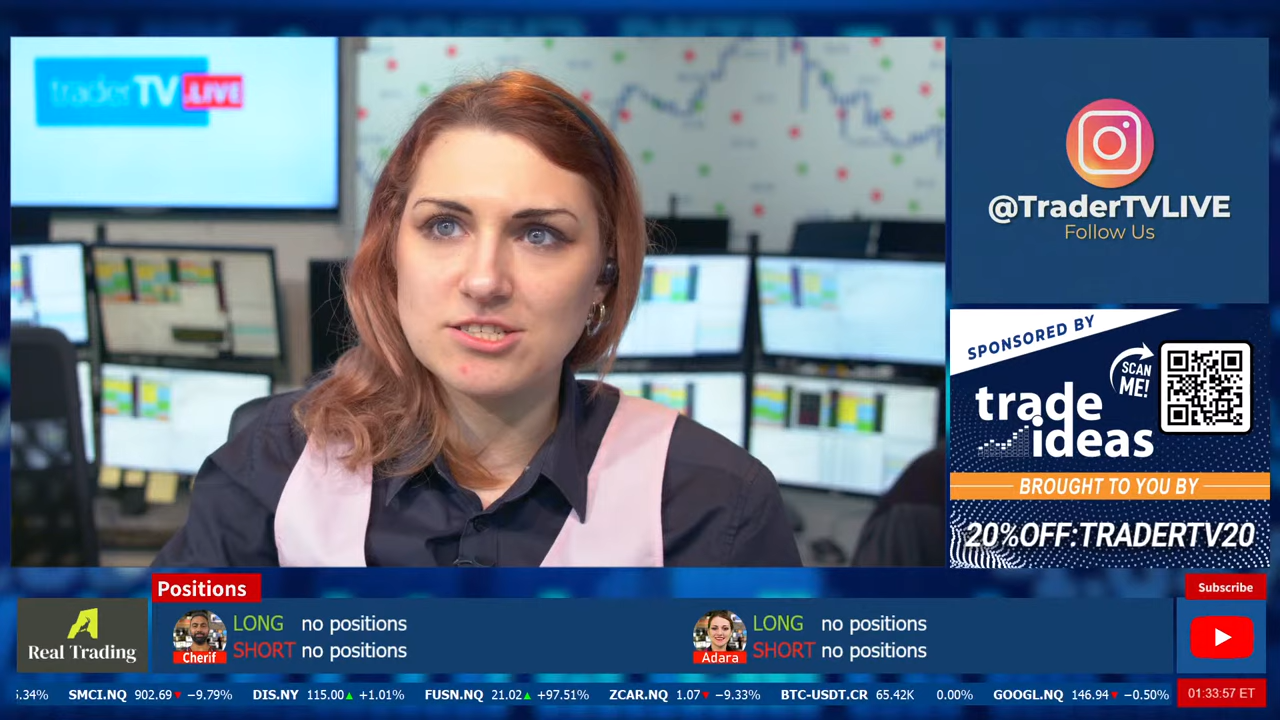 traderTV.LIVE
@TraderTVLIVE
Follow Us
SPONSORED BY
SCAN
ME!
trade
ideas
BROUGHT TO YOU BY
20%OFF:TRADERTV20
Positions
Subscribe
Real Trading
Cherif
LONG no positions
SHORT no positions
Adara
LONG no positions
SHORT no positions
.34% SMCI.NQ 902.69▼ −9.79% DIS.NY 115.00▲ +1.01% FUSN.NQ 21.02▲ +97.51% ZCAR.NQ 1.07▼ −9.33% BTC-USDT.CR 65.42K 0.00% GOOGL.NQ 146.94▼ −0.50%
01:33:57 ET